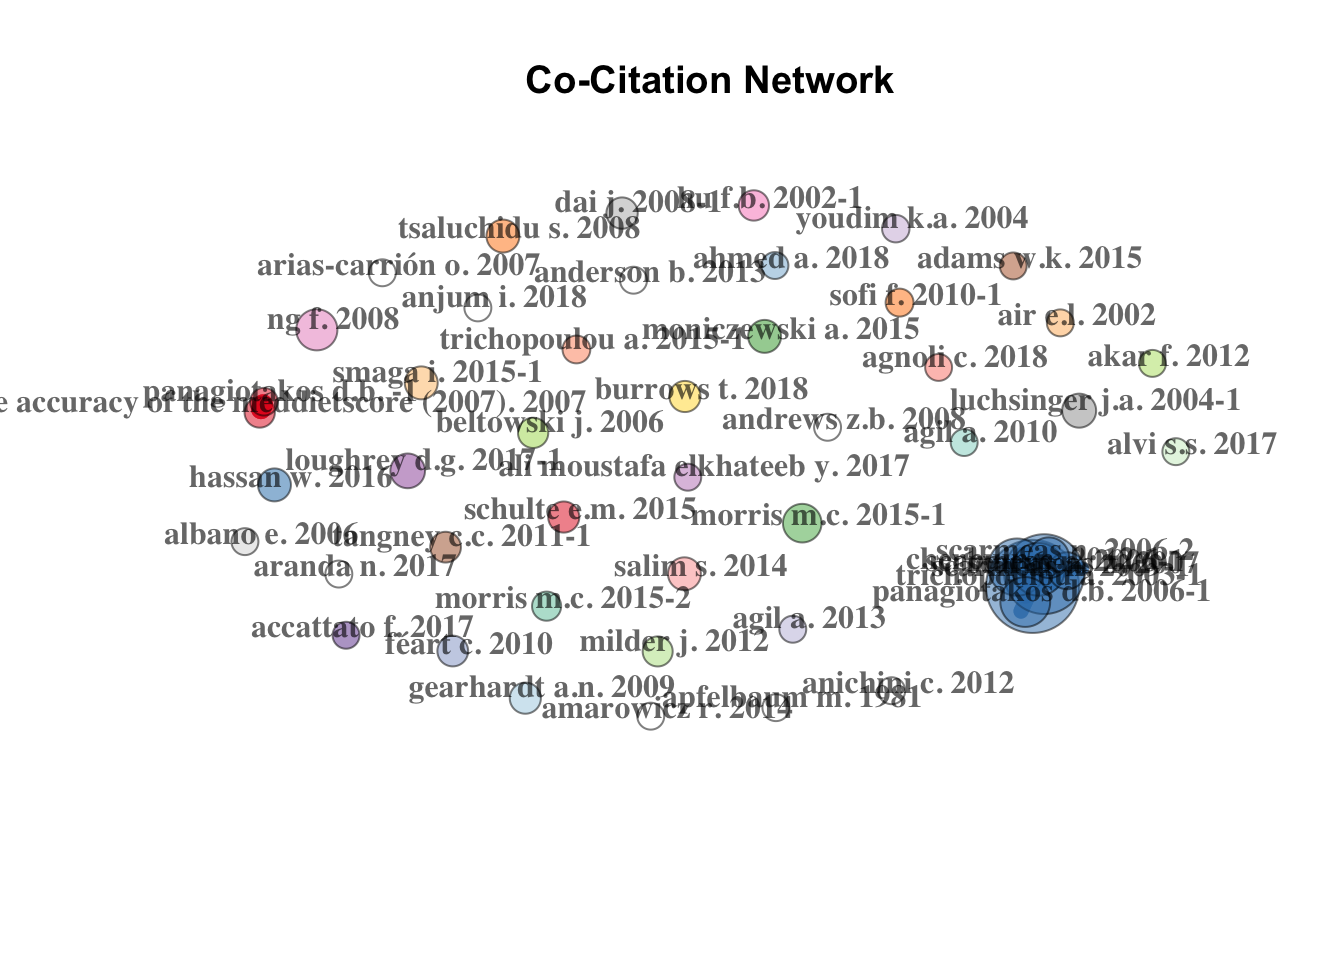 Co-Citation Network
dai j. 2008-1
hu f.b. 2002-1
youdim k.a. 2004
tsaluchidu s. 2008
arias-carrión o. 2007
anderson b. 2013
ahmed a. 2018
adams w.k. 2015
anjum i. 2018
sofi f. 2010-1
air e.l. 2002
ng f. 2008
trichopoulou a. 2015-1
moniczewski a. 2015
agnoli c. 2018
akar f. 2012
smaga i. 2015-1
panagiotakos d.b. -1
burrows t. 2018
e accuracy of the meddietscore (2007). 2007
luchsinger j.a. 2004-1
beltowski j. 2006
andrews z.b. 2008
agil a. 2010
alvi s.s. 2017
loughrey d.g. 2017-1
ali moustafa elkhateeb y. 2017
hassan w. 2016
schulte e.m. 2015
morris m.c. 2015-1
albano e. 2006
tangney c.c. 2011-1
scarmeas n. 2006-2
aranda n. 2017
salim s. 2014
trichopoulou a. 2003-1
panagiotakos d.b. 2006-1
morris m.c. 2015-2
agil a. 2013
accattato f. 2017
féart c. 2010
milder j. 2012
gearhardt a.n. 2009
anichini c. 2012
apfelbaum m. 1981
amarowicz r. 2014